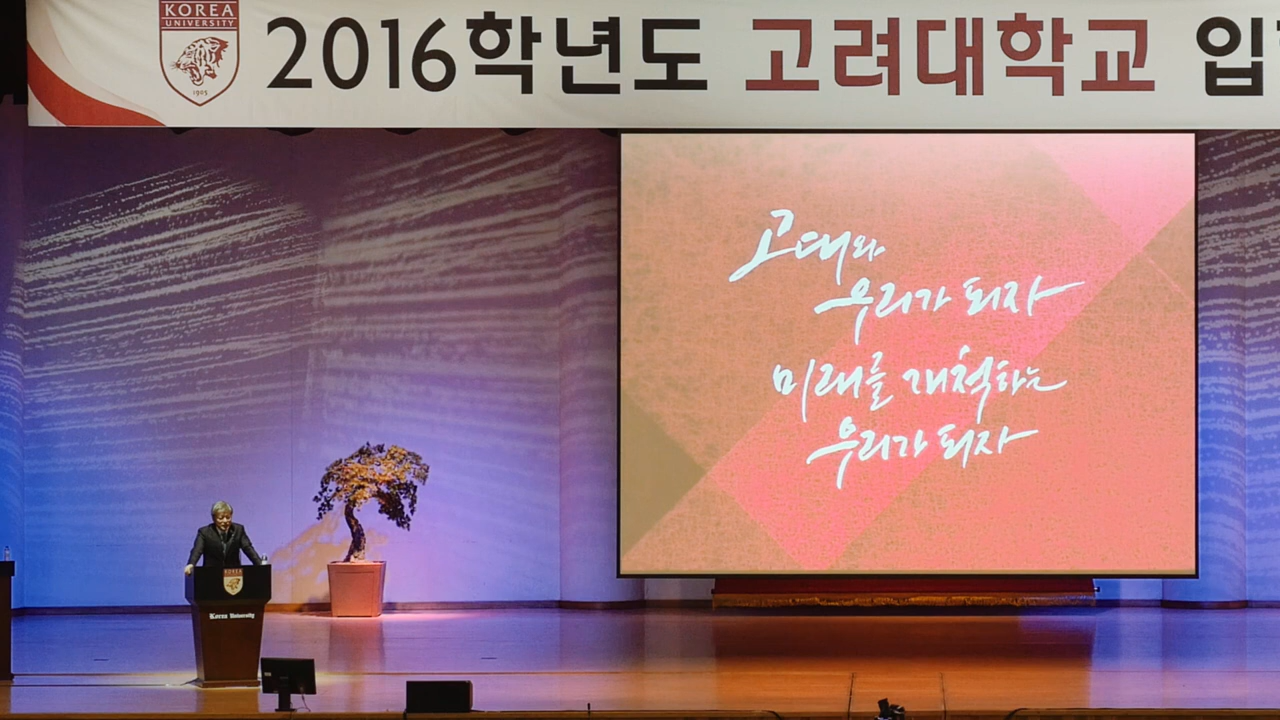 KOREA
UNIVERSITY
1905
2016학년도 고려대학교 입
고대와
우리가 되자
미래를 개척하는
우리가 되자
KOREA
Korea University